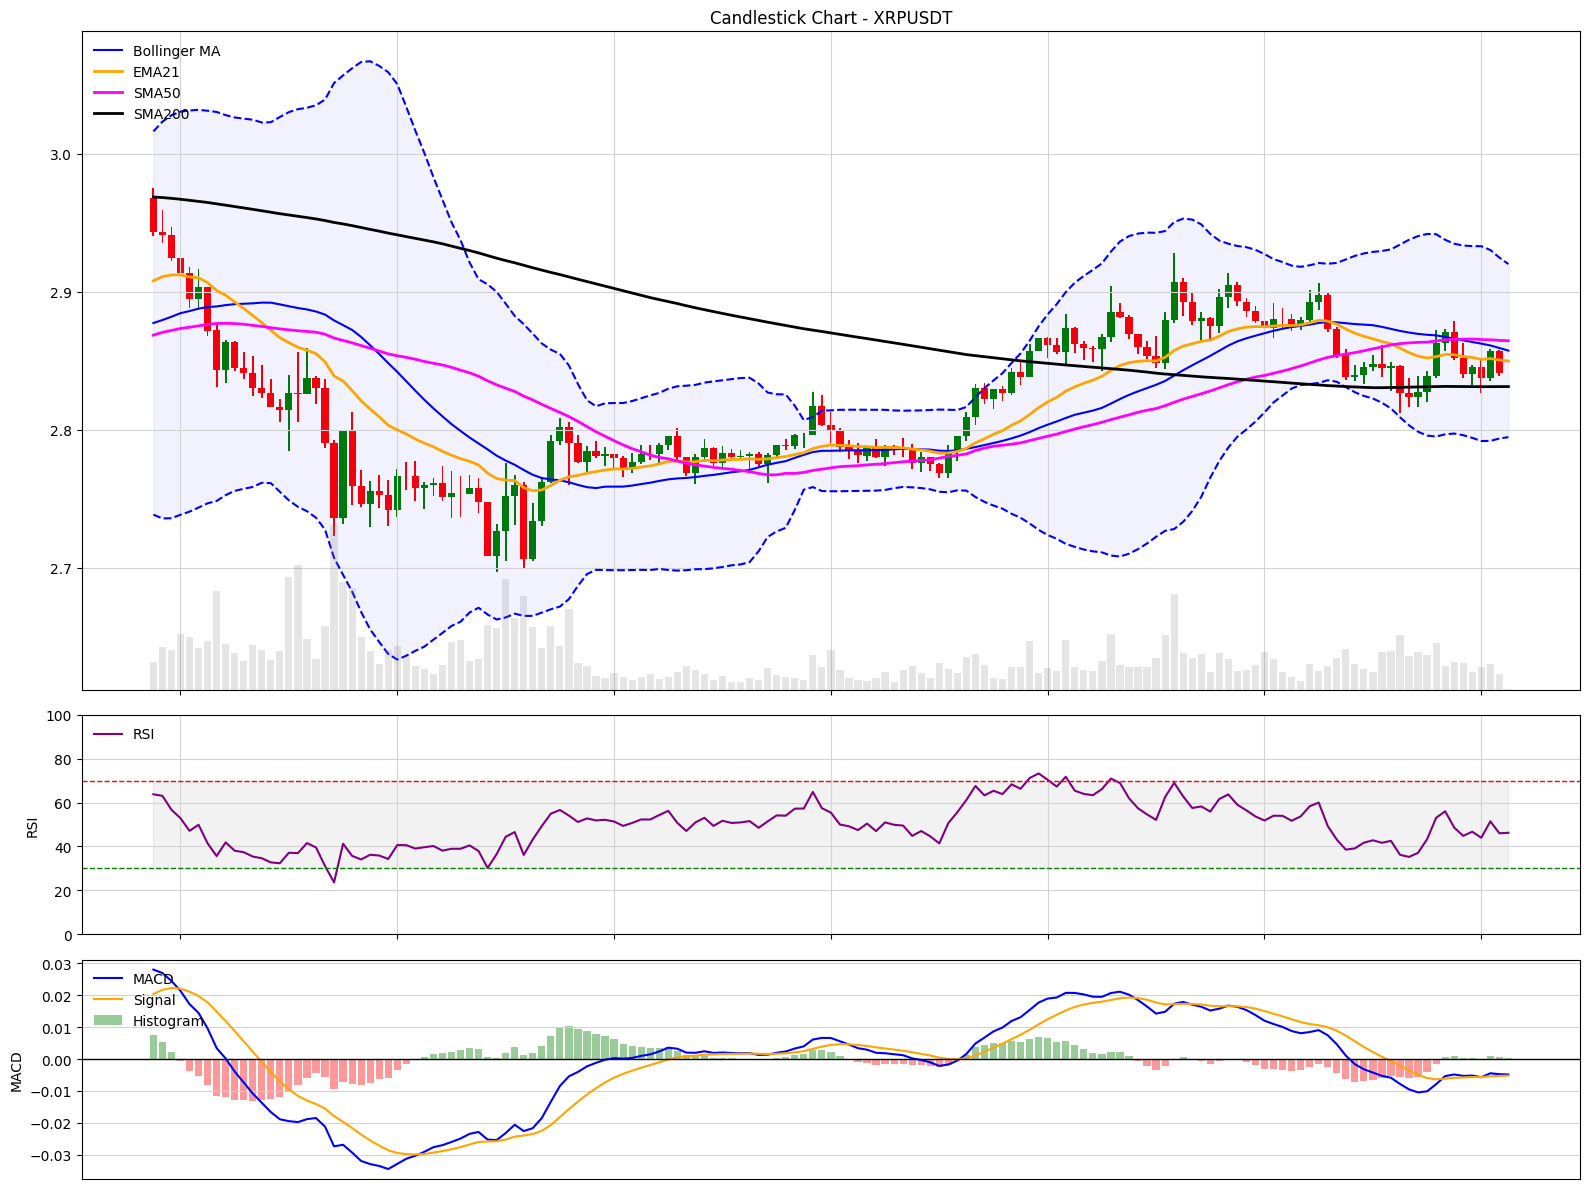 Candlestick Chart - XRPUSDT
Bollinger MA
EMA21
SMA50
SMA200
3.0
2.9
2.8
2.7
100
80
60
40
20
0
RSI
RSI
0.03
0.02
0.01
0.00
−0.01
−0.02
−0.03
MACD
MACD
Signal
Histogram